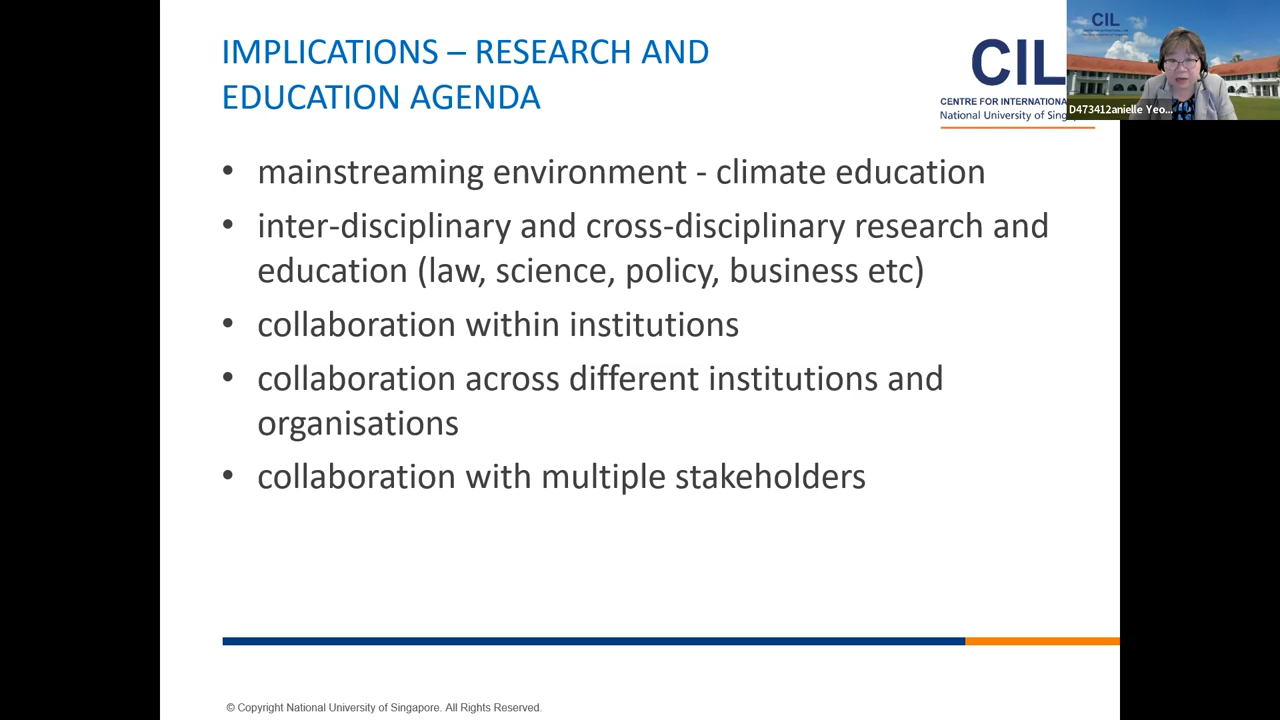 IMPLICATIONS – RESEARCH AND
EDUCATION AGENDA
CIL
CENTRE FOR INTERNATIONA
National University of Sing
CIL
D473412anielle Yeo...
• mainstreaming environment - climate education
• inter-disciplinary and cross-disciplinary research and
education (law, science, policy, business etc)
• collaboration within institutions
• collaboration across different institutions and
organisations
• collaboration with multiple stakeholders
© Copyright National University of Singapore. All Rights Reserved.